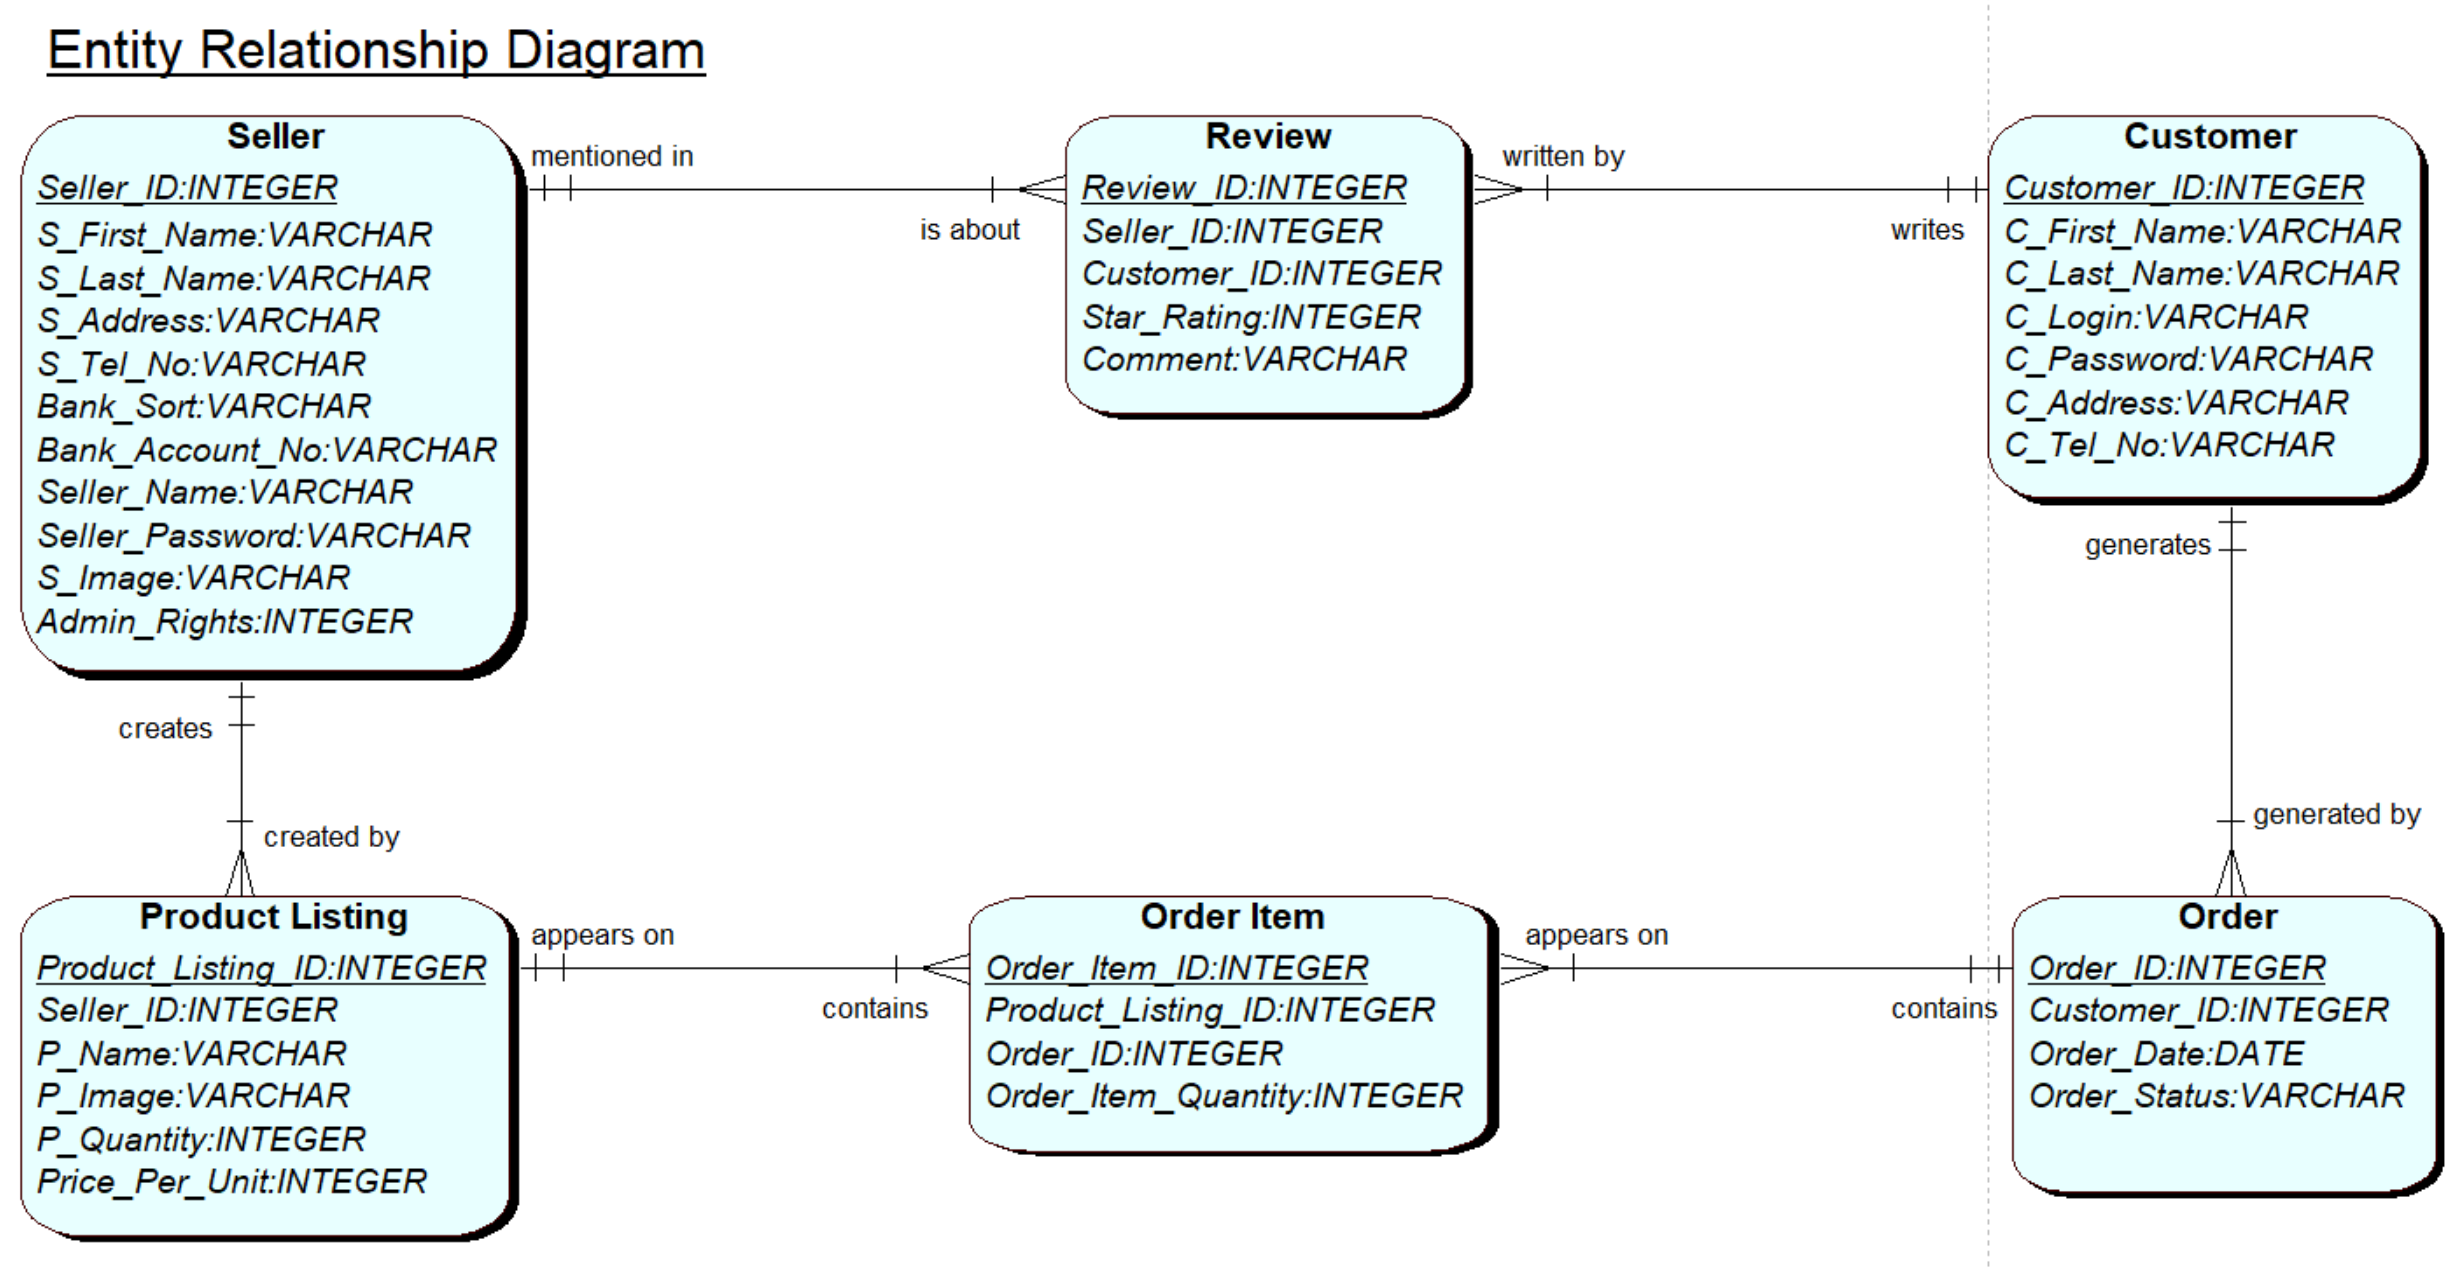 Entity Relationship Diagram
Seller
Seller_ID:INTEGER
S_First_Name:VARCHAR
S_Last_Name:VARCHAR
S_Address:VARCHAR
S_Tel_No:VARCHAR
Bank_Sort:VARCHAR
Bank_Account_No:VARCHAR
Seller_Name:VARCHAR
Seller_Password:VARCHAR
S_Image:VARCHAR
Admin_Rights:INTEGER
mentioned in
is about
Review
Review_ID:INTEGER
Seller_ID:INTEGER
Customer_ID:INTEGER
Star_Rating:INTEGER
Comment:VARCHAR
written by
writes
Customer
Customer_ID:INTEGER
C_First_Name:VARCHAR
C_Last_Name:VARCHAR
C_Login:VARCHAR
C_Password:VARCHAR
C_Address:VARCHAR
C_Tel_No:VARCHAR
generates
generated by
creates
created by
Product Listing
Product_Listing_ID:INTEGER
Seller_ID:INTEGER
P_Name:VARCHAR
P_Image:VARCHAR
P_Quantity:INTEGER
Price_Per_Unit:INTEGER
appears on
contains
Order Item
Order_Item_ID:INTEGER
Product_Listing_ID:INTEGER
Order_ID:INTEGER
Order_Item_Quantity:INTEGER
appears on
contains
Order
Order_ID:INTEGER
Customer_ID:INTEGER
Order_Date:DATE
Order_Status:VARCHAR